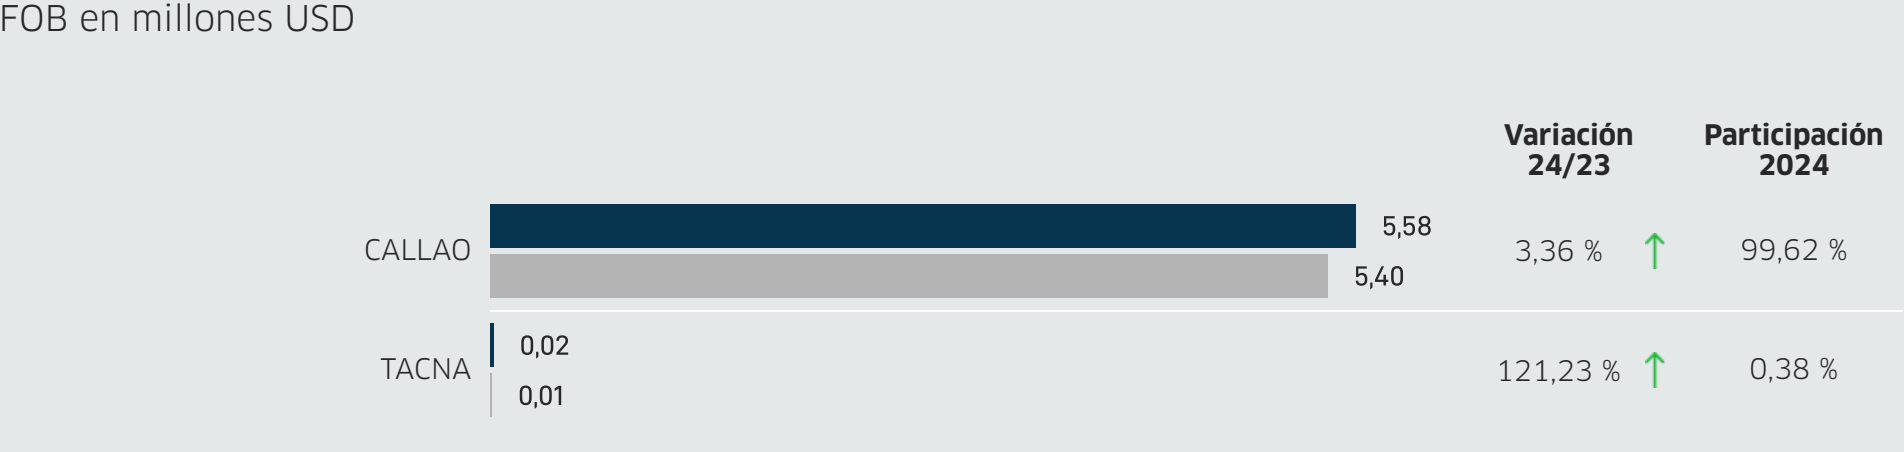 FOB en millones USD
Variación 24/23
Participación 2024
CALLAO
5,58
5,40
3,36 %
99,62 %
TACNA
0,02
0,01
121,23 %
0,38 %